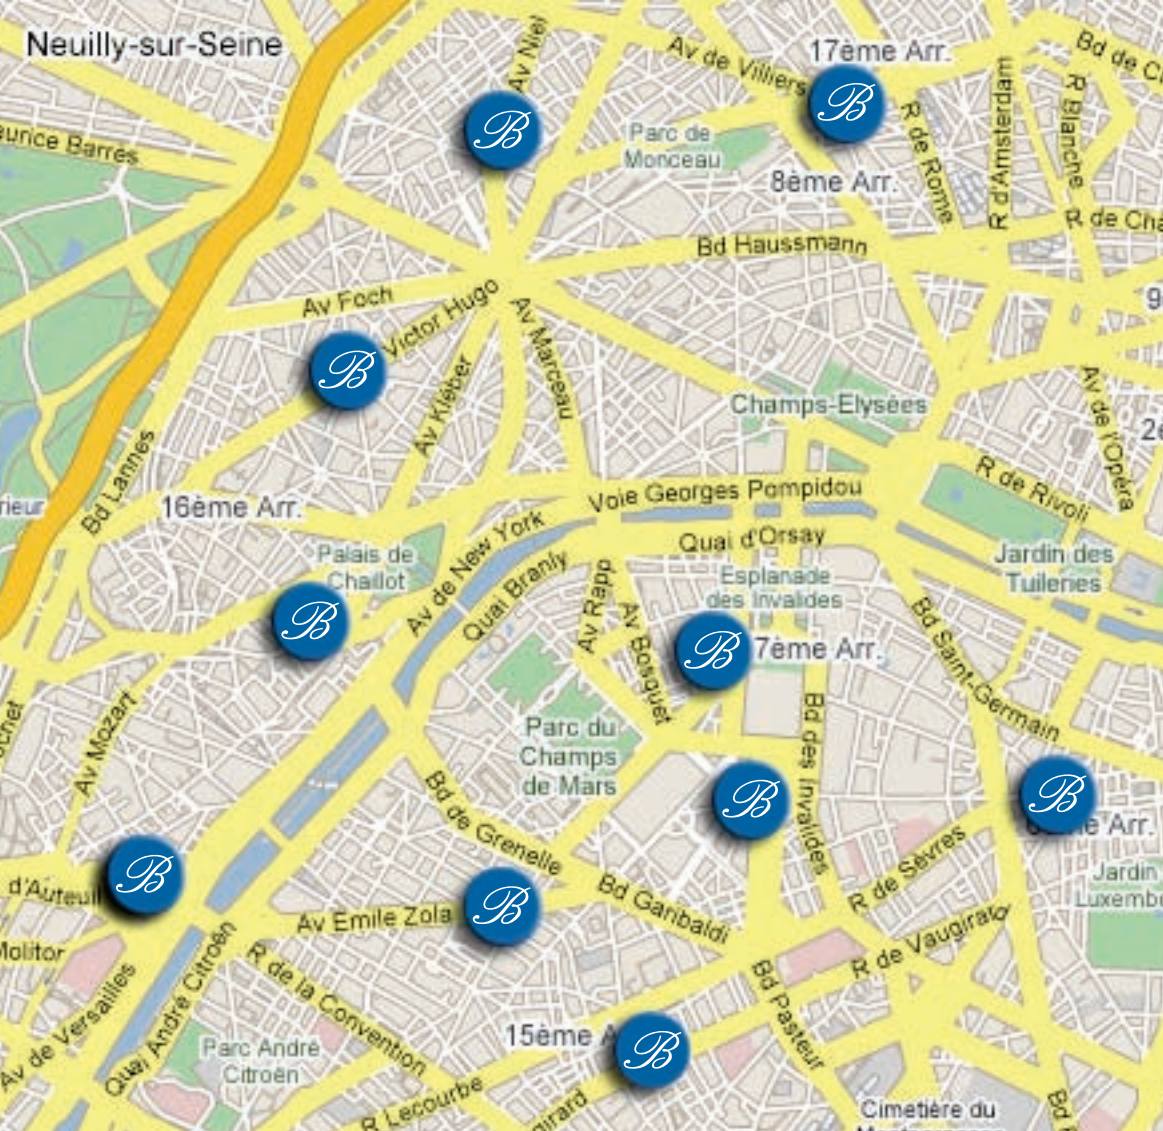 Neuilly-sur-Seine
Av Niel
Av de Villiers
17ème Arr.
Bd de
B
B
R de Rome
R d'Amsterdam
R Blanche
Barres
Parc de
Monceau
8ème Arr.
R de
Bd Haussmann
Av Foch
Victor Hugo
9
B
Av Kléber
Av Marceau
Champs-Elysées
Av de l'Opéra
Bd Lannes
R de Rivoli
16ème Arr.
Voie Georges Pompidou
Av de New York
Quai d'Orsay
Palais de
Chaillot
Jardin des
Tuileries
Quai Branly
Av Rapp
Esplanade
des Invalides
B
Av Bosquet
B
7ème Arr.
Bd Saint-Germain
Av Mozart
Parc du
Champs
de Mars
Bd des Invalides
B
B
Arr.
Bd de Grenelle
R de Sèvres
B
d'Auteuil
Jardin
B
Av Emile Zola
Bd Garibaldi
R de Vaugirald
Molitor
R de la Convention
Av de Versailles
Quai André Citroën
Bd Pasteur
15ème
B
Parc André
Citroën
R Lecourbe
Cimetière du
Bd